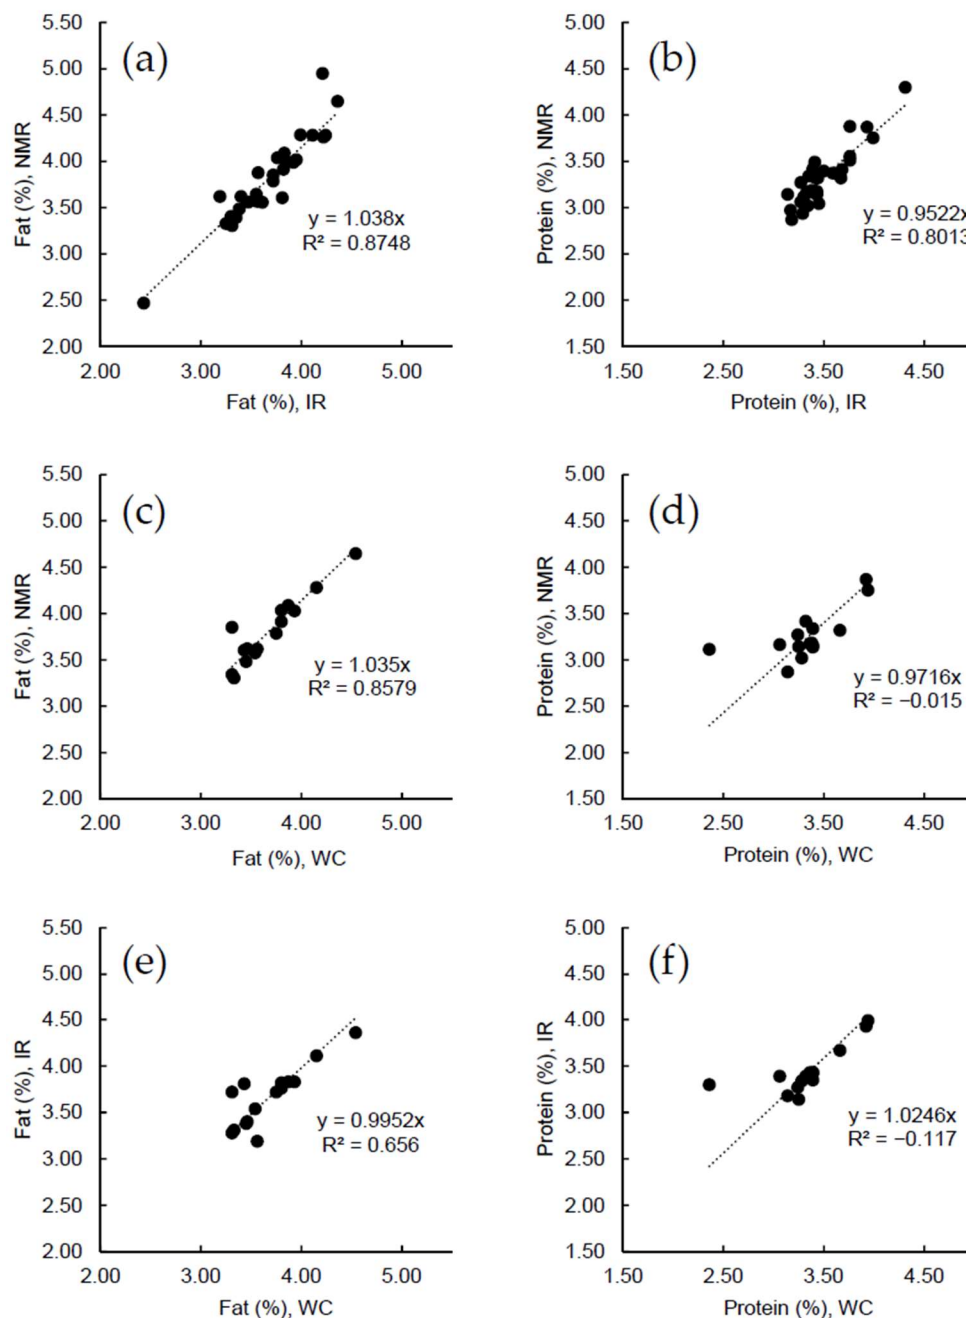 (a)
Fat (%), NMR
5.50
5.00
4.50
4.00
3.50
3.00
2.50
2.00
y = 1.038x
R² = 0.8748
2.00 3.00 4.00 5.00
Fat (%), IR
(b)
Protein (%), NMR
5.00
4.50
4.00
3.50
3.00
2.50
2.00
1.50
y = 0.9522x
R² = 0.8013
1.50 2.50 3.50 4.50
Protein (%), IR
(c)
Fat (%), NMR
5.50
5.00
4.50
4.00
3.50
3.00
2.50
2.00
y = 1.035x
R² = 0.8579
2.00 3.00 4.00 5.00
Fat (%), WC
(d)
Protein (%), NMR
5.00
4.50
4.00
3.50
3.00
2.50
2.00
1.50
y = 0.9716x
R² = −0.015
1.50 2.50 3.50 4.50
Protein (%), WC
(e)
Fat (%), IR
5.50
5.00
4.50
4.00
3.50
3.00
2.50
2.00
y = 0.9952x
R² = 0.656
2.00 3.00 4.00 5.00
Fat (%), WC
(f)
Protein (%), IR
5.00
4.50
4.00
3.50
3.00
2.50
2.00
1.50
y = 1.0246x
R² = −0.117
1.50 2.50 3.50 4.50
Protein (%), WC